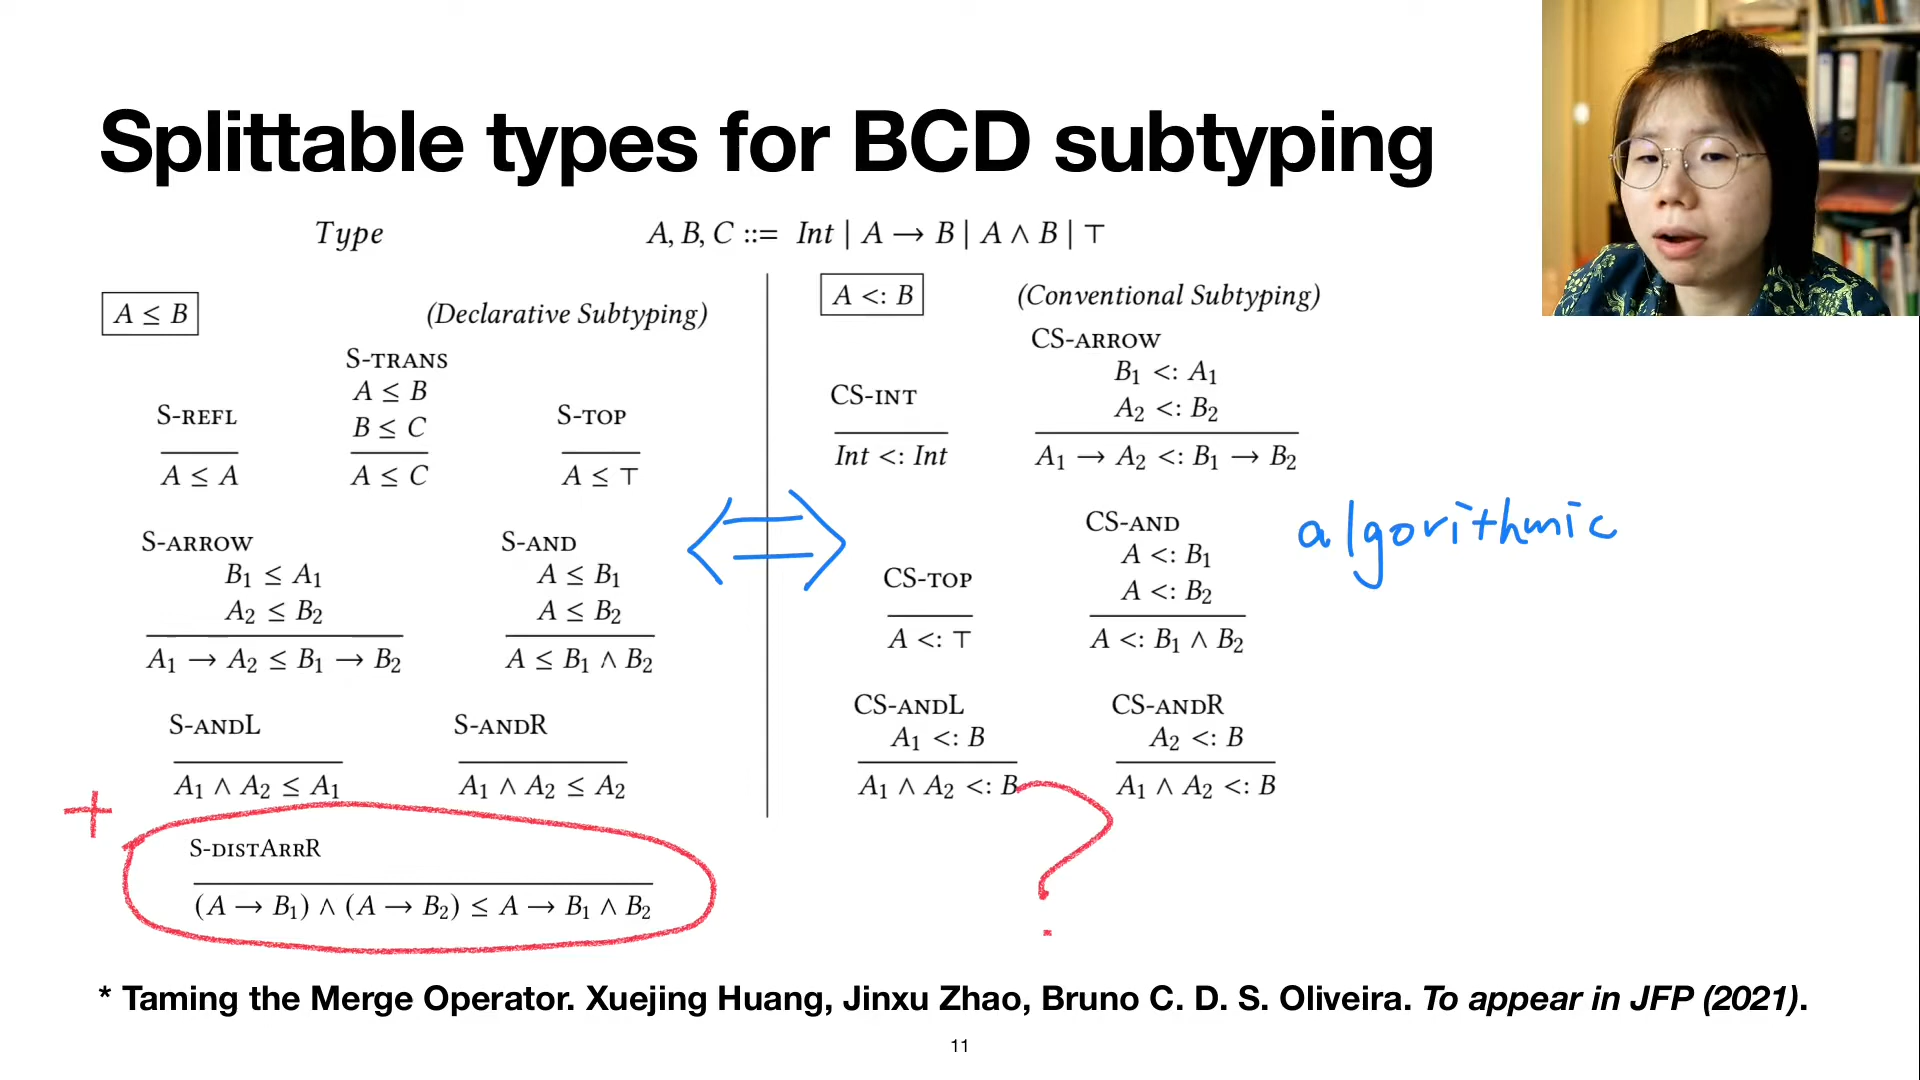 Splittable types for BCD subtyping
Type A, B, C ::= Int | A → B | A ∧ B | ⊤
A ≤ B (Declarative Subtyping)
S-REFL
A ≤ A
S-TRANS
A ≤ B
B ≤ C
A ≤ C
S-TOP
A ≤ ⊤
S-ARROW
B₁ ≤ A₁
A₂ ≤ B₂
A₁ → A₂ ≤ B₁ → B₂
S-AND
A ≤ B₁
A ≤ B₂
A ≤ B₁ ∧ B₂
S-ANDL
A₁ ∧ A₂ ≤ A₁
S-ANDR
A₁ ∧ A₂ ≤ A₂
+
S-DISTARRR
(A → B₁) ∧ (A → B₂) ≤ A → B₁ ∧ B₂
⇔
A <: B (Conventional Subtyping)
CS-INT
Int <: Int
CS-ARROW
B₁ <: A₁
A₂ <: B₂
A₁ → A₂ <: B₁ → B₂
algorithmic
CS-TOP
A <: ⊤
CS-AND
A <: B₁
A <: B₂
A <: B₁ ∧ B₂
CS-ANDL
A₁ <: B
A₁ ∧ A₂ <: B
CS-ANDR
A₂ <: B
A₁ ∧ A₂ <: B
?
* Taming the Merge Operator. Xuejing Huang, Jinxu Zhao, Bruno C. D. S. Oliveira. To appear in JFP (2021).
11